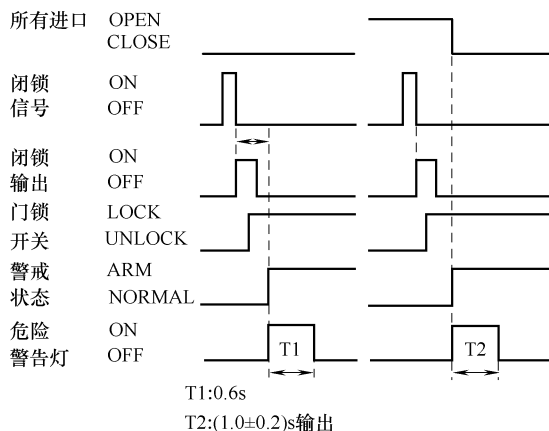 所有进口 OPEN
CLOSE
闭锁 ON
信号 OFF
闭锁 ON
输出 OFF
门锁 LOCK
开关 UNLOCK
警戒 ARM
状态 NORMAL
危险 ON
警告灯 OFF
T1 T2
T1:0.6s
T2:(1.0±0.2)s输出